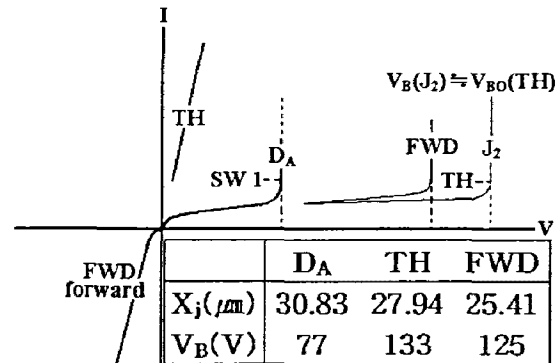 I
V_B(J_2)≒V_BO(TH)
TH
D_A
FWD
J_2
SW 1
TH
V
FWD
forward
D_A TH FWD
X_j(㎛) 30.83 27.94 25.41
V_B(V) 77 133 125